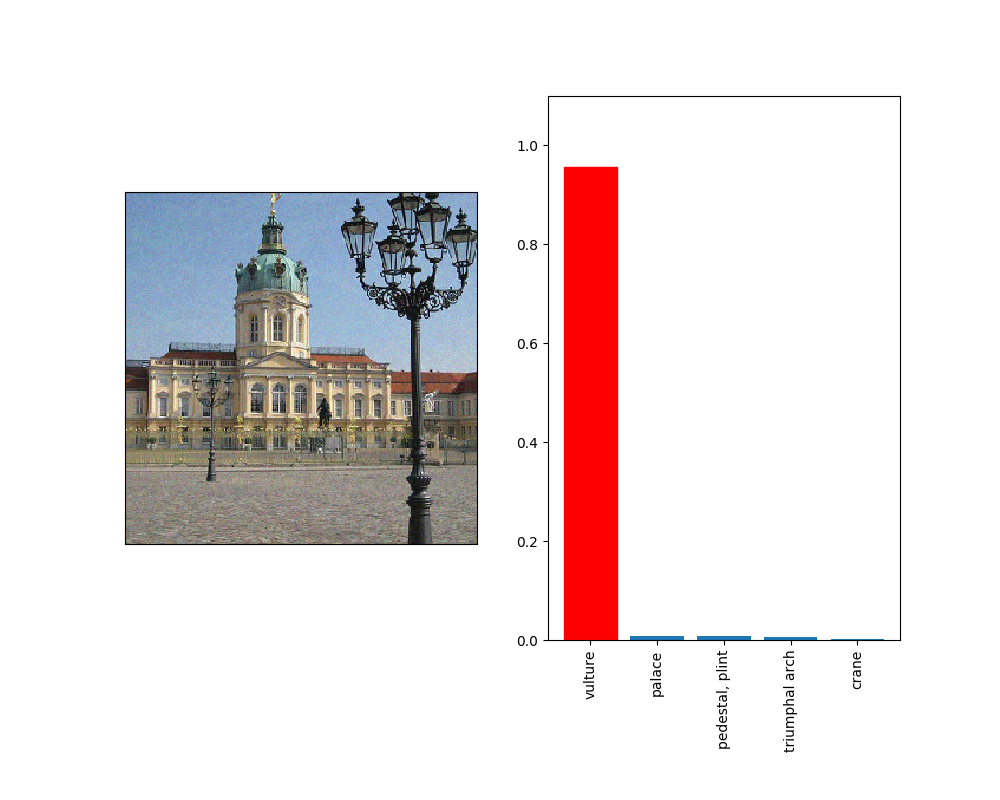 1.0
0.8
0.6
0.4
0.2
0.0
vulture
palace
pedestal, plint
triumphal arch
crane